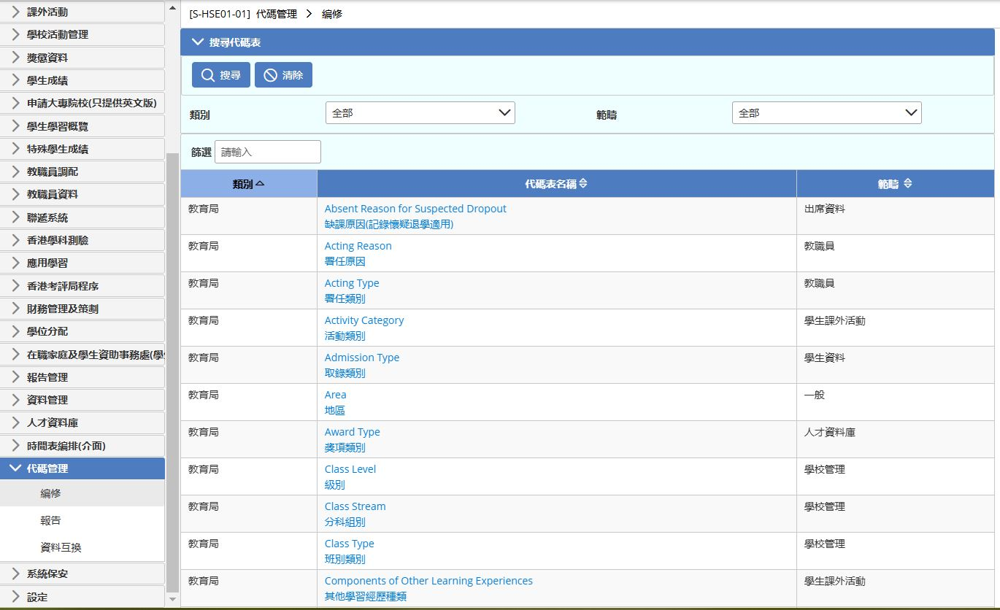 課外活動
學校活動管理
獎懲資料
學生成績
申請大專院校(只提供英文版)
學生學習概覽
特殊學生成績
教職員調配
教職員資料
聯遞系統
香港學科測驗
應用學習
香港考評局程序
財務管理及策劃
學位分配
在職家庭及學生資助事務處(學
報告管理
資料管理
人才資料庫
時間表編排(介面)
代碼管理
編修
報告
資料互換
系統保安
設定
[S-HSE01-01] 代碼管理 > 編修
搜尋代碼表
搜尋 清除
類別 全部 範疇 全部
篩選 請輸入
類別 代碼表名稱 範疇
教育局 Absent Reason for Suspected Dropout 出席資料
缺課原因(記錄懷疑退學適用)
教育局 Acting Reason 教職員
署任原因
教育局 Acting Type 教職員
署任類別
教育局 Activity Category 學生課外活動
活動類別
教育局 Admission Type 學生資料
取錄類別
教育局 Area 一般
地區
教育局 Award Type 人才資料庫
獎項類別
教育局 Class Level 學校管理
級別
教育局 Class Stream 學校管理
分科組別
教育局 Class Type 學校管理
班別類別
教育局 Components of Other Learning Experiences 學生課外活動
其他學習經歷種類